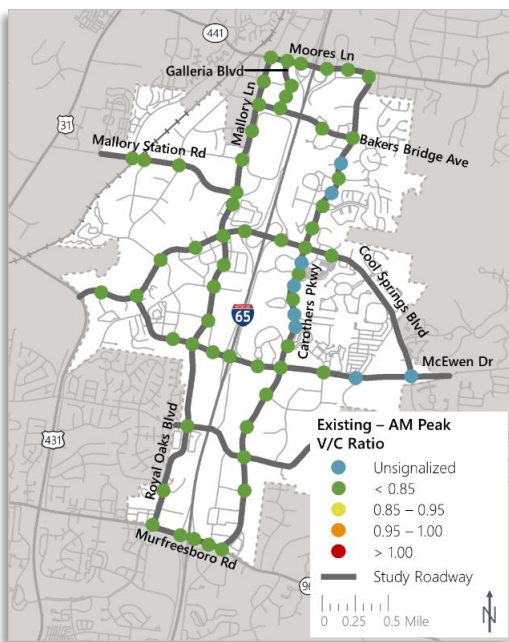 441
Moores Ln
Galleria Blvd
31
Mallory Ln
Mallory Station Rd
Bakers Bridge Ave
Cool Springs Blvd
INTERSTATE
65
Carothers Pkwy
McEwen Dr
Royal Oaks Blvd
431
Murfreesboro Rd
96
Existing – AM Peak
V/C Ratio
Unsignalized
< 0.85
0.85 – 0.95
0.95 – 1.00
> 1.00
Study Roadway
0 0.25 0.5 Mile
N